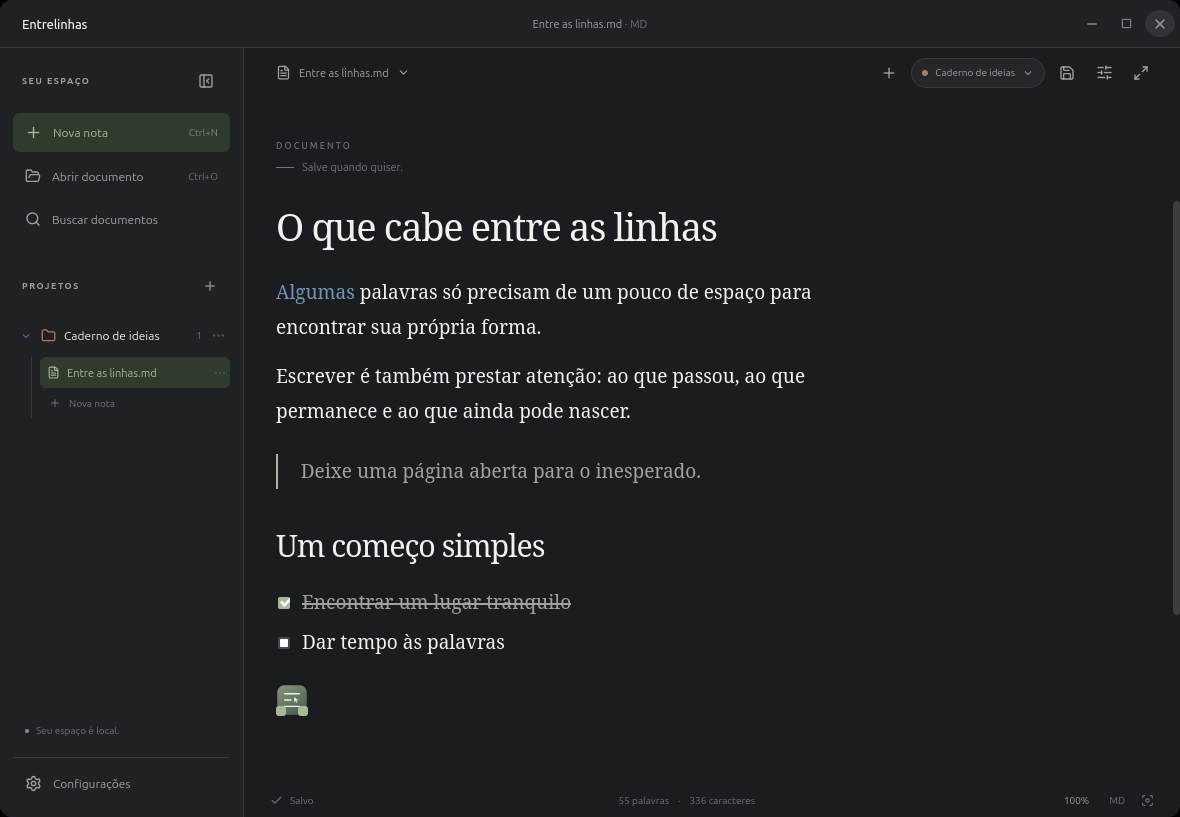 Entrelinhas
Entre as linhas.md · MD
SEU ESPAÇO
Nova nota Ctrl+N
Abrir documento Ctrl+O
Buscar documentos
PROJETOS
Caderno de ideias 1
Entre as linhas.md
Nova nota
Seu espaço é local.
Configurações
Entre as linhas.md
Caderno de ideias
DOCUMENTO
Salve quando quiser.
O que cabe entre as linhas
Algumas palavras só precisam de um pouco de espaço para
encontrar sua própria forma.
Escrever é também prestar atenção: ao que passou, ao que
permanece e ao que ainda pode nascer.
Deixe uma página aberta para o inesperado.
Um começo simples
Encontrar um lugar tranquilo
Dar tempo às palavras
Salvo
55 palavras · 336 caracteres
100% MD